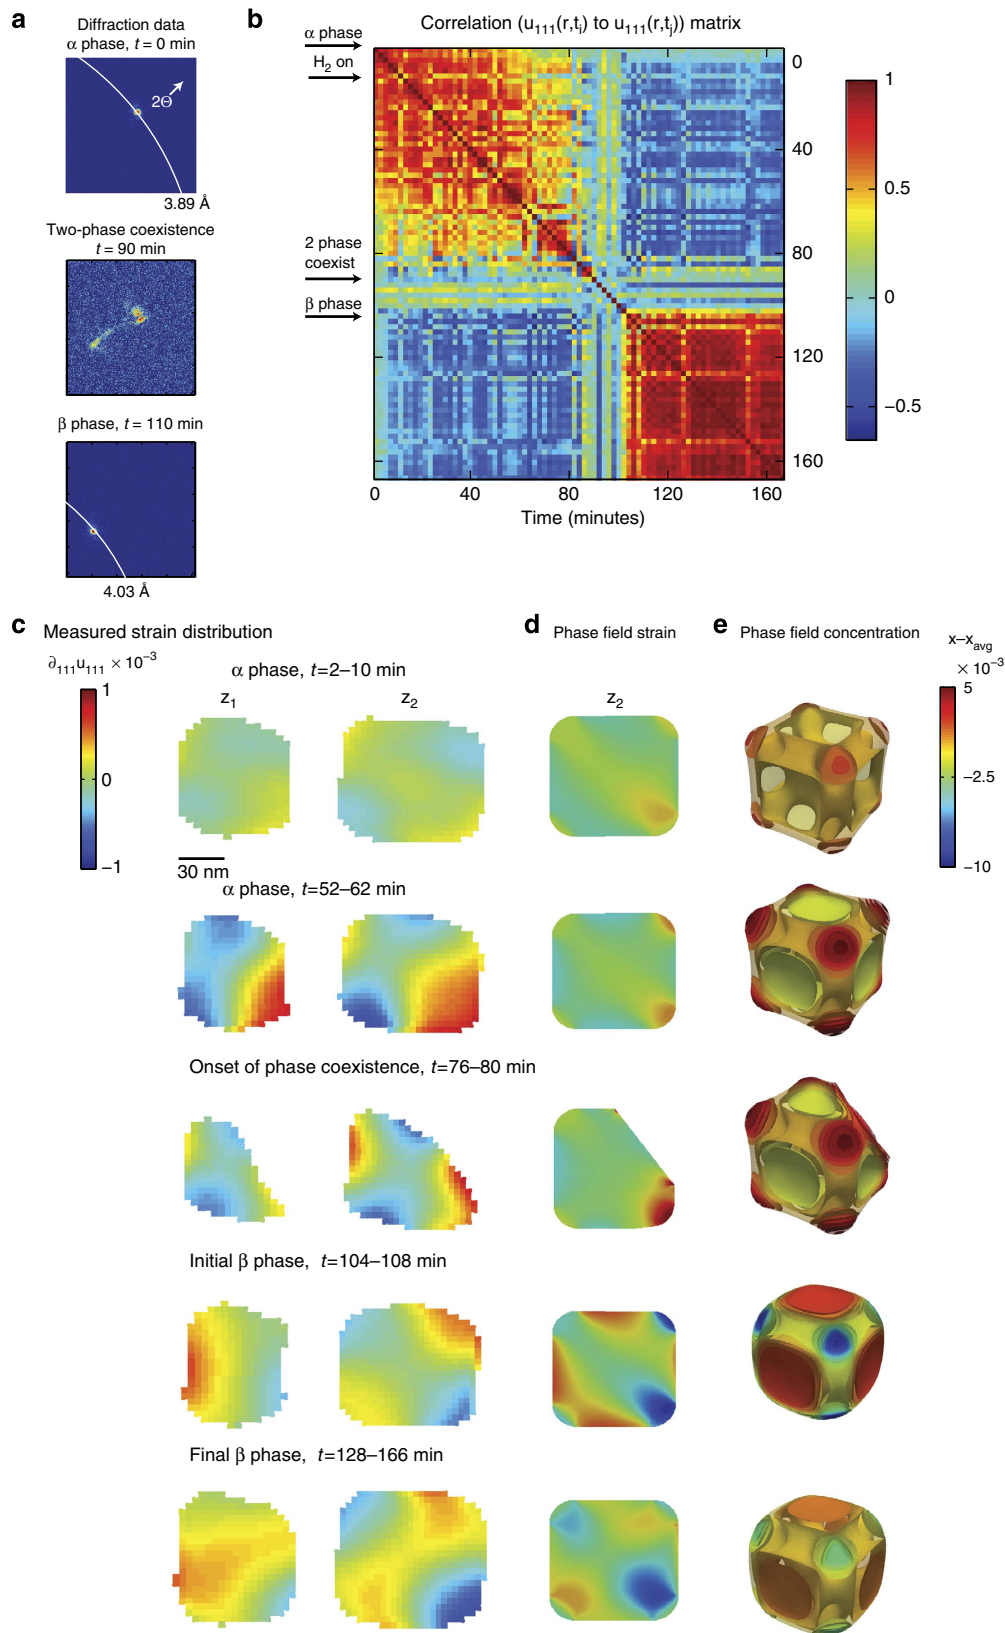 a
Diffraction data
α phase, t = 0 min
2Θ
3.89 Å
Two-phase coexistence
t = 90 min
β phase, t = 110 min
4.03 Å
b
Correlation (u111(r,ti) to u111(r,tj)) matrix
α phase
H2 on
2 phase
coexist
β phase
0
40
80
120
160
0 40 80 120 160
Time (minutes)
1
0.5
0
−0.5
c Measured strain distribution
∂111u111 × 10−3
1
0
−1
α phase, t=2–10 min
z1 z2
30 nm
α phase, t=52–62 min
Onset of phase coexistence, t=76–80 min
Initial β phase, t=104–108 min
Final β phase, t=128–166 min
d Phase field strain
z2
e Phase field concentration
x–xavg
× 10−3
5
−2.5
−10